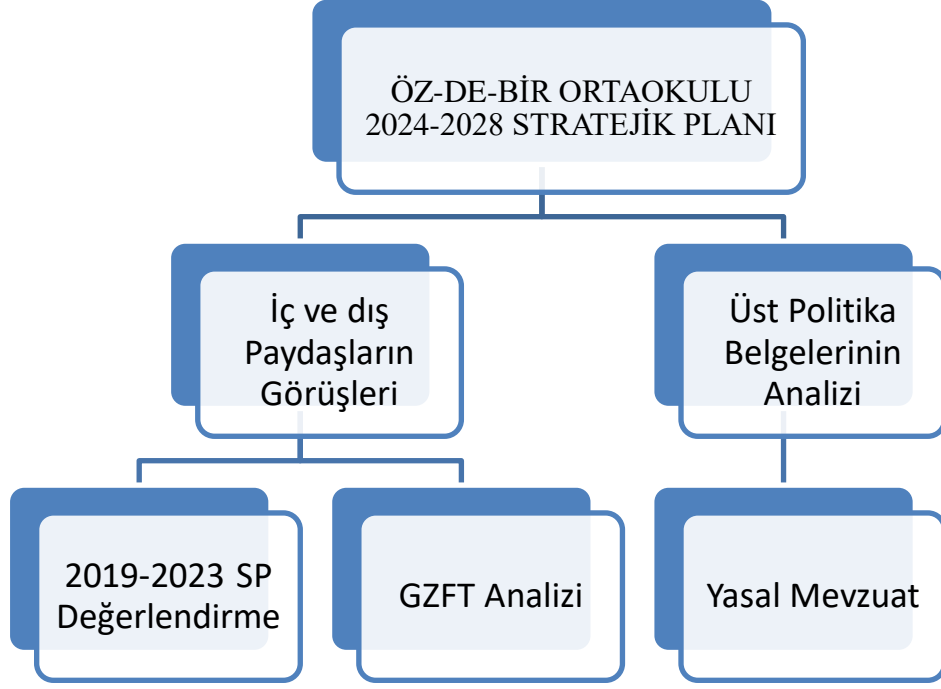 ÖZ-DE-BİR ORTAOKULU
2024-2028 STRATEJİK PLANI
İç ve dış
Paydaşların
Görüşleri
Üst Politika
Belgelerinin
Analizi
2019-2023 SP
Değerlendirme
GZFT Analizi
Yasal Mevzuat